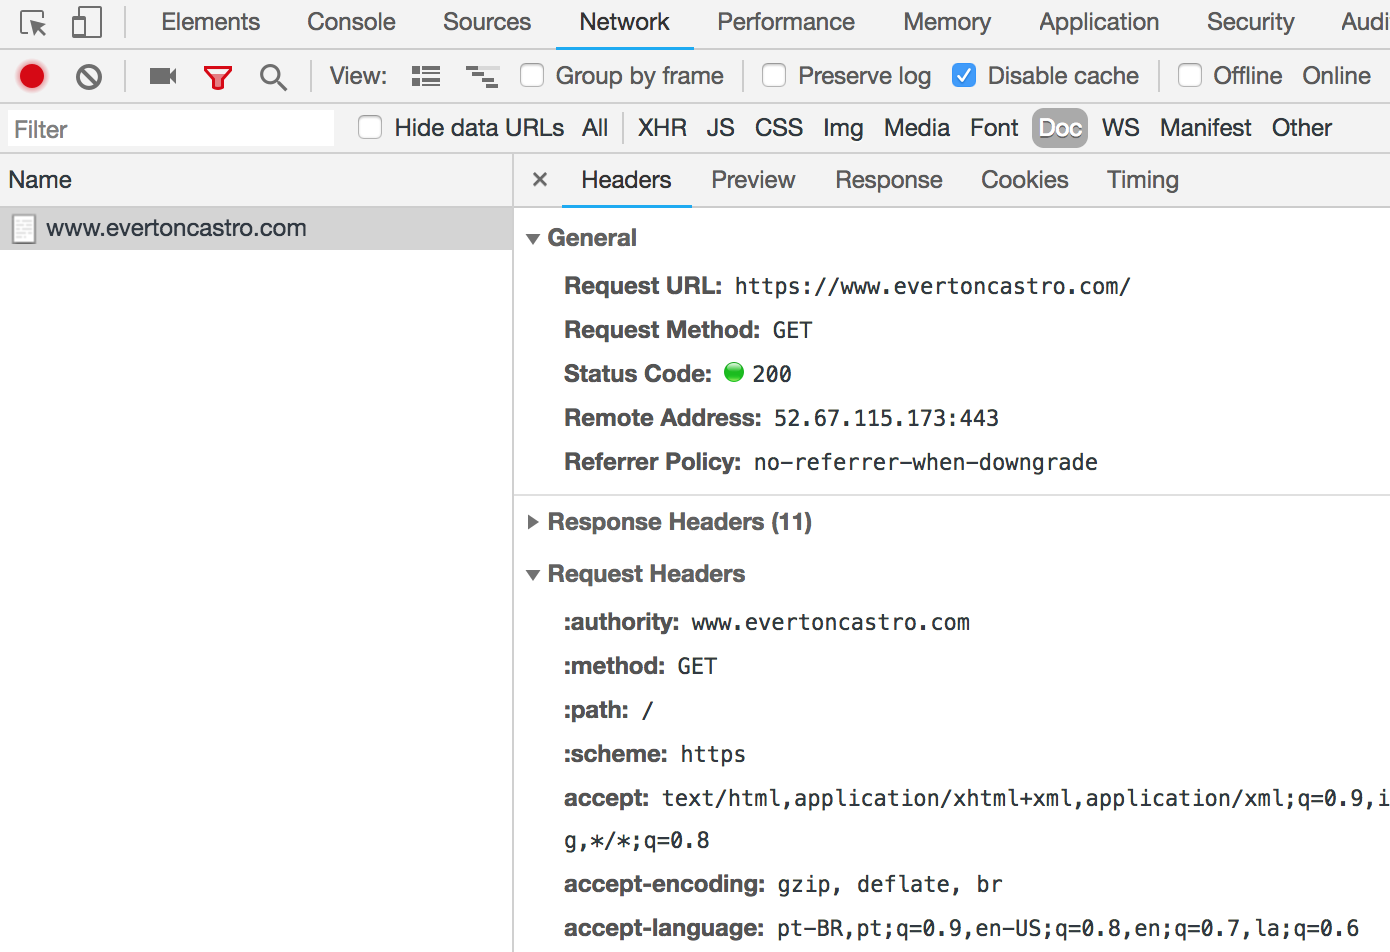 Elements Console Sources Network Performance Memory Application Security Audi
View: Group by frame Preserve log Disable cache Offline Online
Filter Hide data URLs All XHR JS CSS Img Media Font Doc WS Manifest Other
Name Headers Preview Response Cookies Timing
www.evertoncastro.com
General
Request URL: https://www.evertoncastro.com/
Request Method: GET
Status Code: 200
Remote Address: 52.67.115.173:443
Referrer Policy: no-referrer-when-downgrade
Response Headers (11)
Request Headers
:authority: www.evertoncastro.com
:method: GET
:path: /
:scheme: https
accept: text/html,application/xhtml+xml,application/xml;q=0.9,i
g,*/*;q=0.8
accept-encoding: gzip, deflate, br
accept-language: pt-BR,pt;q=0.9,en-US;q=0.8,en;q=0.7,la;q=0.6